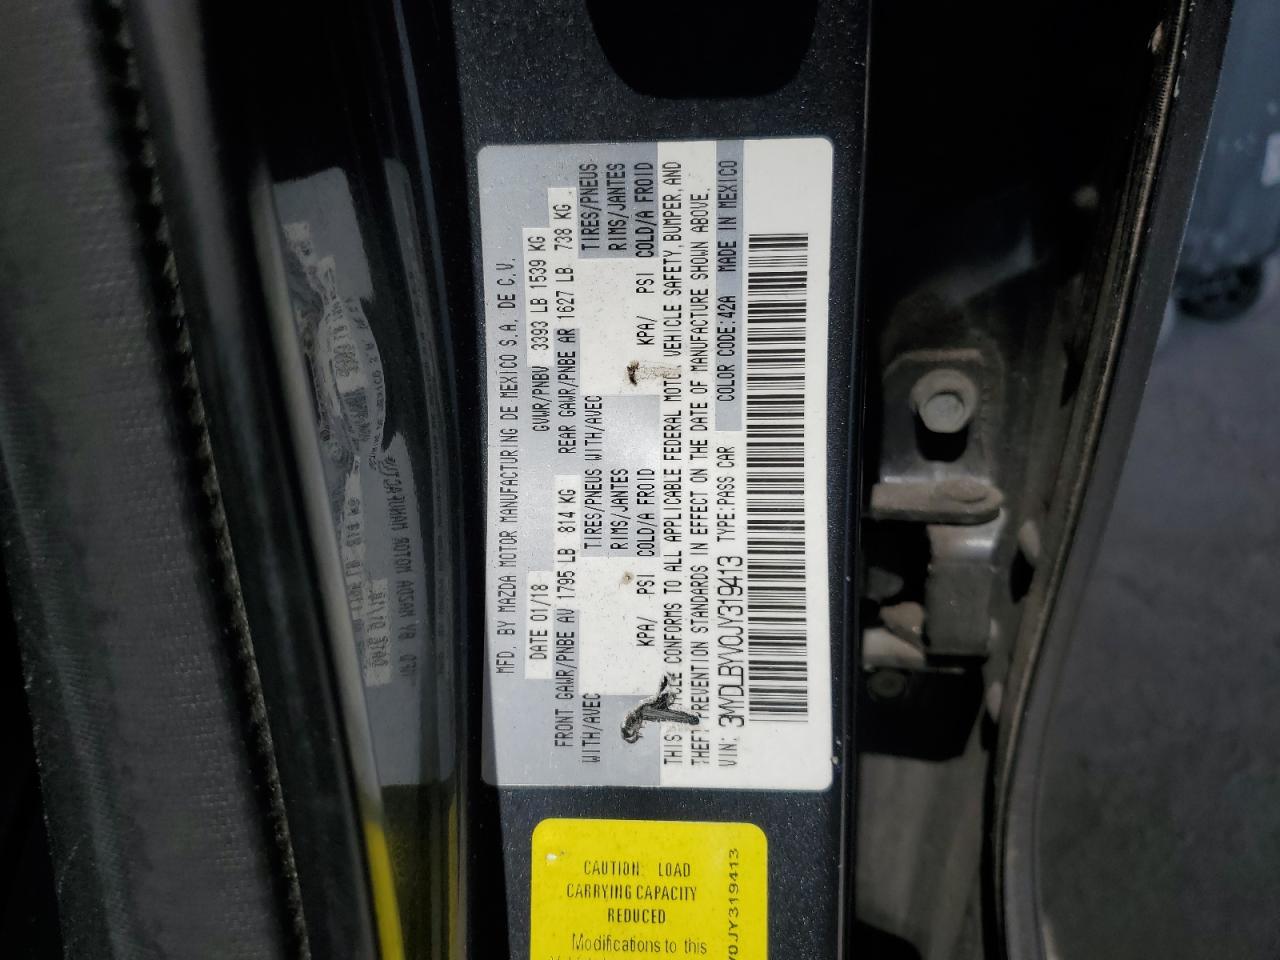 MFD. BY MAZDA MOTOR MANUFACTURING DE MEXICO S.A. DE C.V.
DATE 01/18 GVWR/PNBV 3393 LB 1539 KG
FRONT GAWR/PNBE AV 1795 LB 814 KG REAR GAWR/PNBE AR 1627 LB 738 KG
WITH/AVEC TIRES/PNEUS WITH/AVEC TIRES/PNEUS
RIMS/JANTES RIMS/JANTES
KPA/ PSI COLD/A FROID KPA/ PSI COLD/A FROID
THIS CONFORMS TO ALL APPLICABLE FEDERAL VEHICLE SAFETY, BUMPER, AND
THEFT PREVENTION STANDARDS IN EFFECT ON THE DATE OF MANUFACTURE SHOWN ABOVE.
VIN: 3MYDLBYV0JY319413 TYPE:PASS CAR COLOR CODE:42A MADE IN MEXICO
CAUTION: LOAD
CARRYING CAPACITY
REDUCED
Modifications to this
V0JY319413